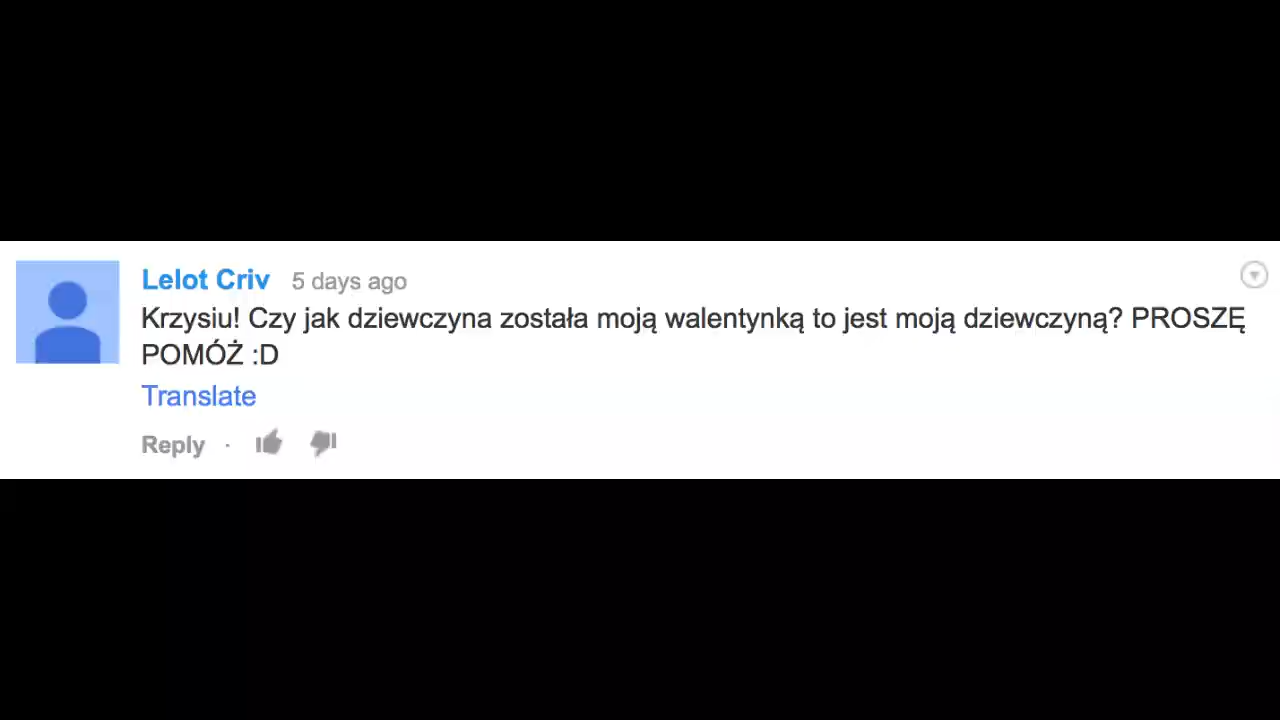 Lelot Criv 5 days ago
Krzysiu! Czy jak dziewczyna została moją walentynką to jest moją dziewczyną? PROSZĘ
POMÓŻ :D
Translate
Reply ·